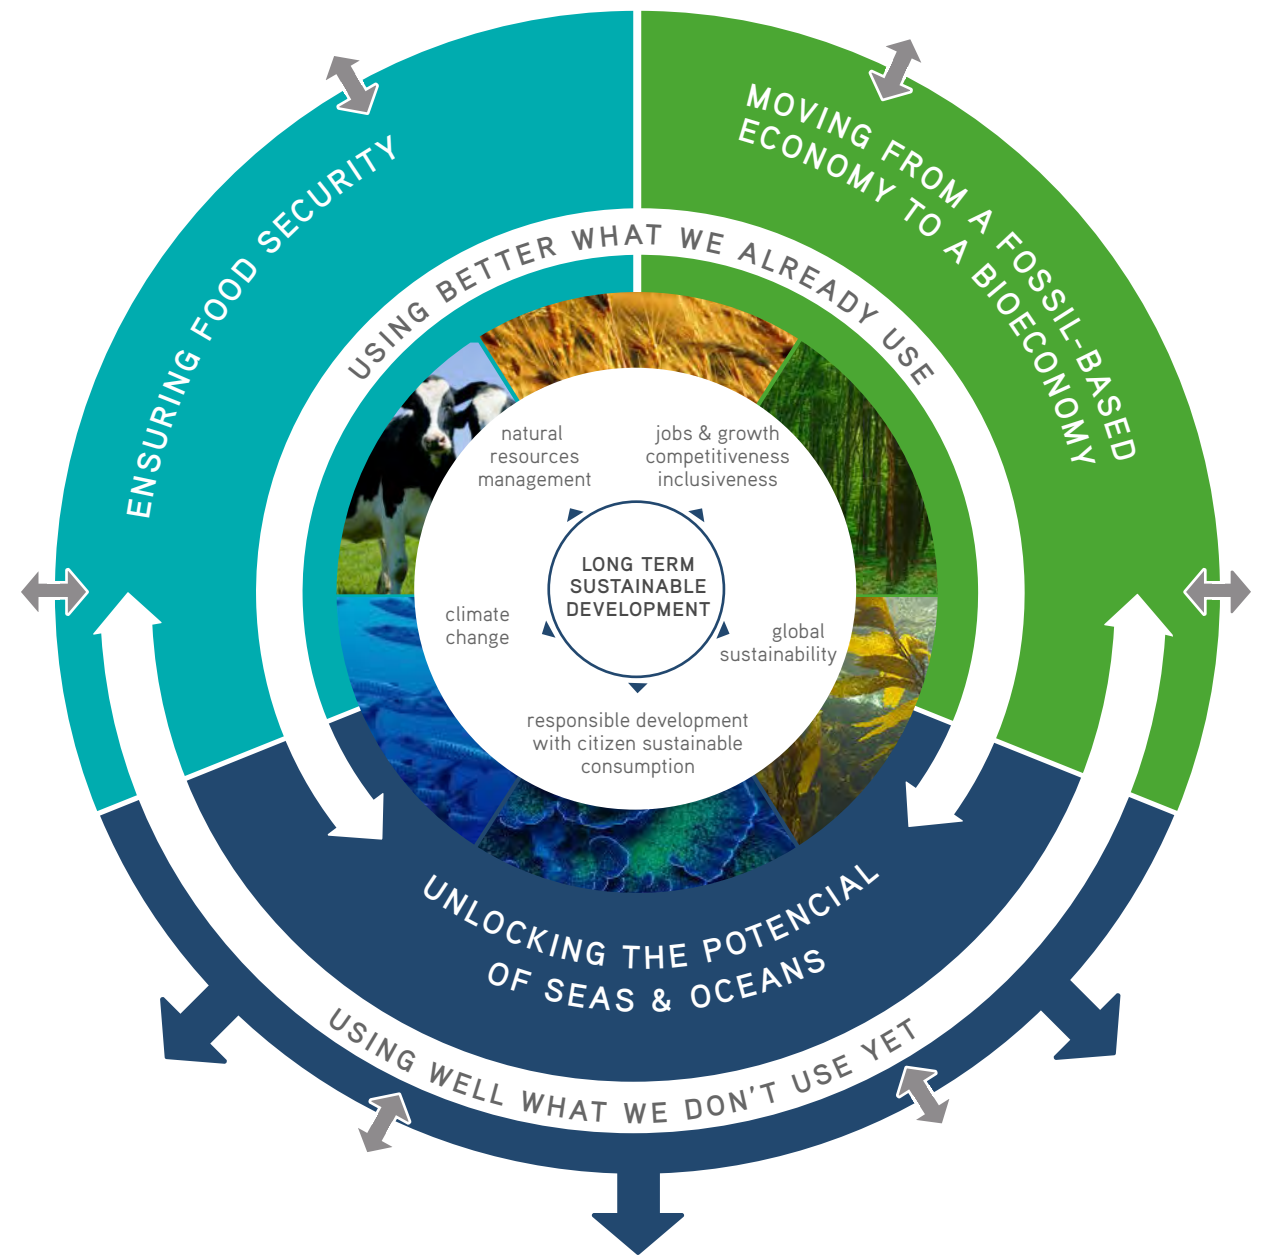 ENSURING FOOD SECURITY
MOVING FROM A FOSSIL-BASED
ECONOMY TO A BIOECONOMY
USING BETTER WHAT WE ALREADY USE
natural
resources
management
jobs & growth
competitiveness
inclusiveness
LONG TERM
SUSTAINABLE
DEVELOPMENT
climate
change
global
sustainability
responsible development
with citizen sustainable
consumption
UNLOCKING THE POTENCIAL
OF SEAS & OCEANS
USING WELL WHAT WE DON'T USE YET